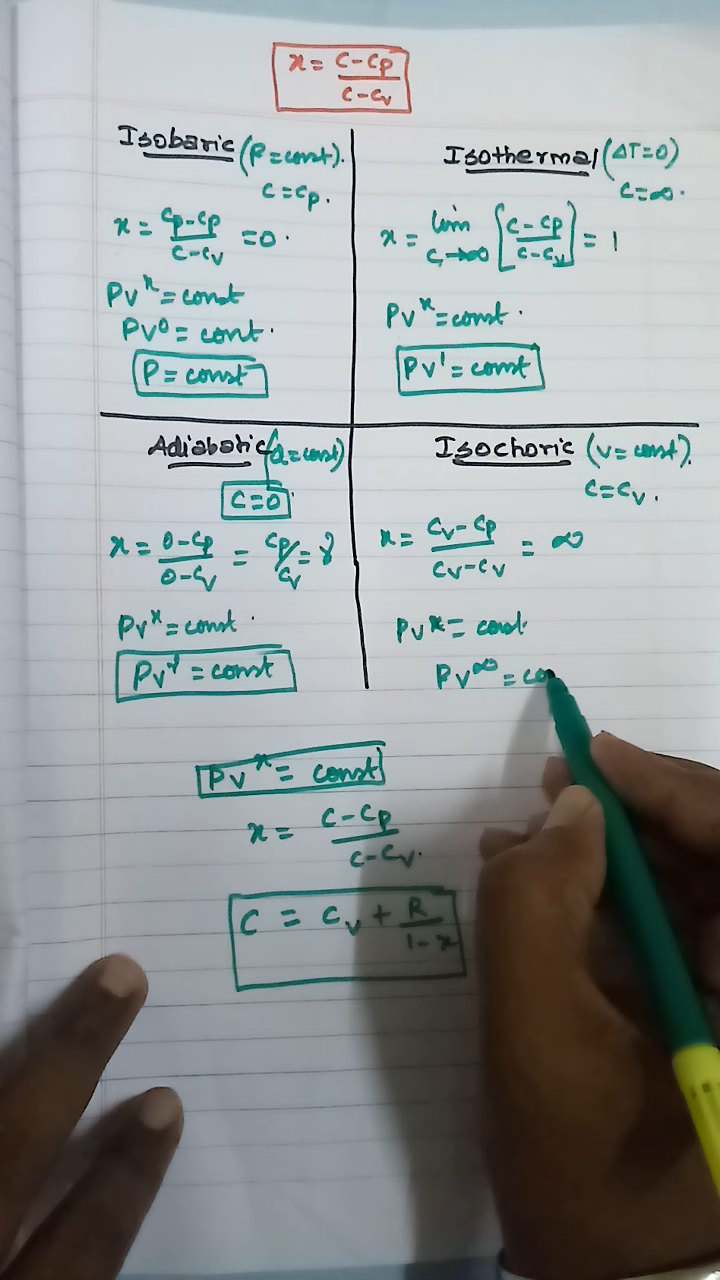 x = C-Cp / C-Cv
Isobaric (P=const).
C=Cp.
x = Cp-Cp / C-Cv = 0.
PV^x = const
PV^0 = cont.
P = const
Isothermal (ΔT=0)
C=∞.
x = lim C→∞ [C-Cp / C-Cv] = 1
PV^x = const.
PV^1 = const
Adiabatic (Q=const)
C=0.
x = 0-Cp / 0-Cv = Cp/Cv = γ
PV^x = const.
PV^γ = const
Isochoric (V=const).
C=Cv.
x = Cv-Cp / Cv-Cv = ∞
PV^x = const.
PV^∞ = co
PV^x = const
x = C-Cp / C-Cv.
C = Cv + R / 1-x